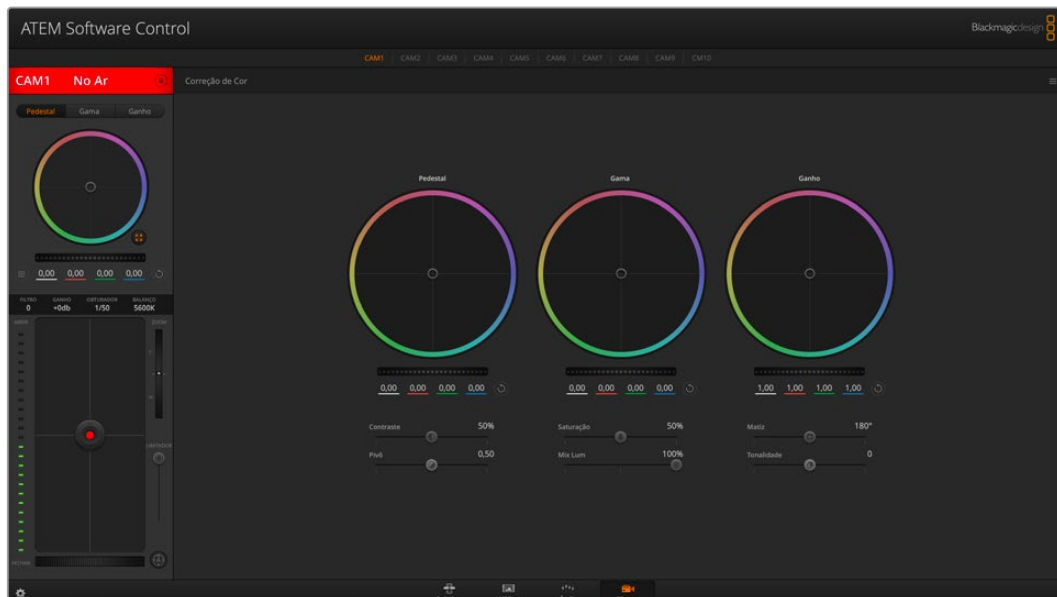 ATEM Software Control
Blackmagicdesign
CAM1 CAM2 CAM3 CAM4 CAM5 CAM6 CAM7 CAM8 CAM9 CM10
CAM1 No Ar
Correção de Cor
Pedestal Gama Ganho
0,00 0,00 0,00 0,00
FILTRO GANHO OBTURADOR BALANÇO
0 +0db 1/50 5600K
ZOOM
Pedestal Gama Ganho
0,00 0,00 0,00 0,00
0,00 0,00 0,00 0,00
1,00 1,00 1,00 1,00
Contraste 50% Saturação 50% Matiz 180°
Pivô 0,50 Mix Lum 100% Tonalidade 0